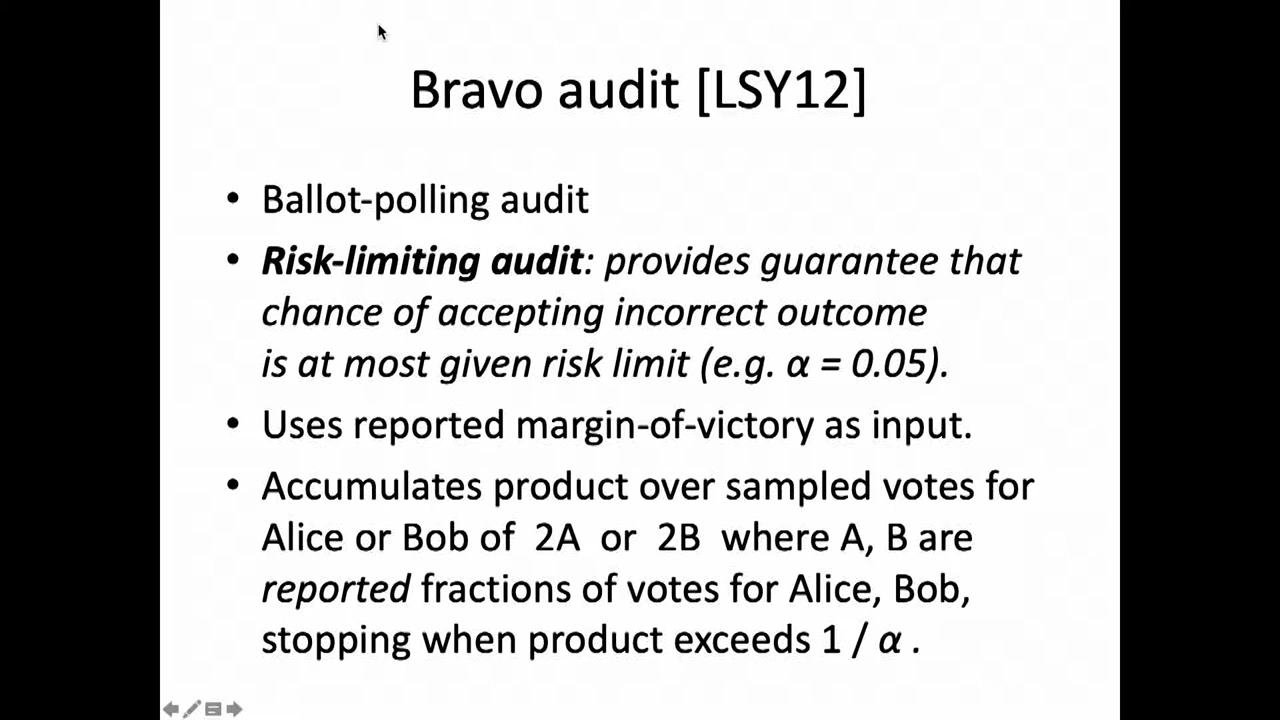 Bravo audit [LSY12]
• Ballot-polling audit
• Risk-limiting audit: provides guarantee that
chance of accepting incorrect outcome
is at most given risk limit (e.g. α = 0.05).
• Uses reported margin-of-victory as input.
• Accumulates product over sampled votes for
Alice or Bob of 2A or 2B where A, B are
reported fractions of votes for Alice, Bob,
stopping when product exceeds 1 / α .